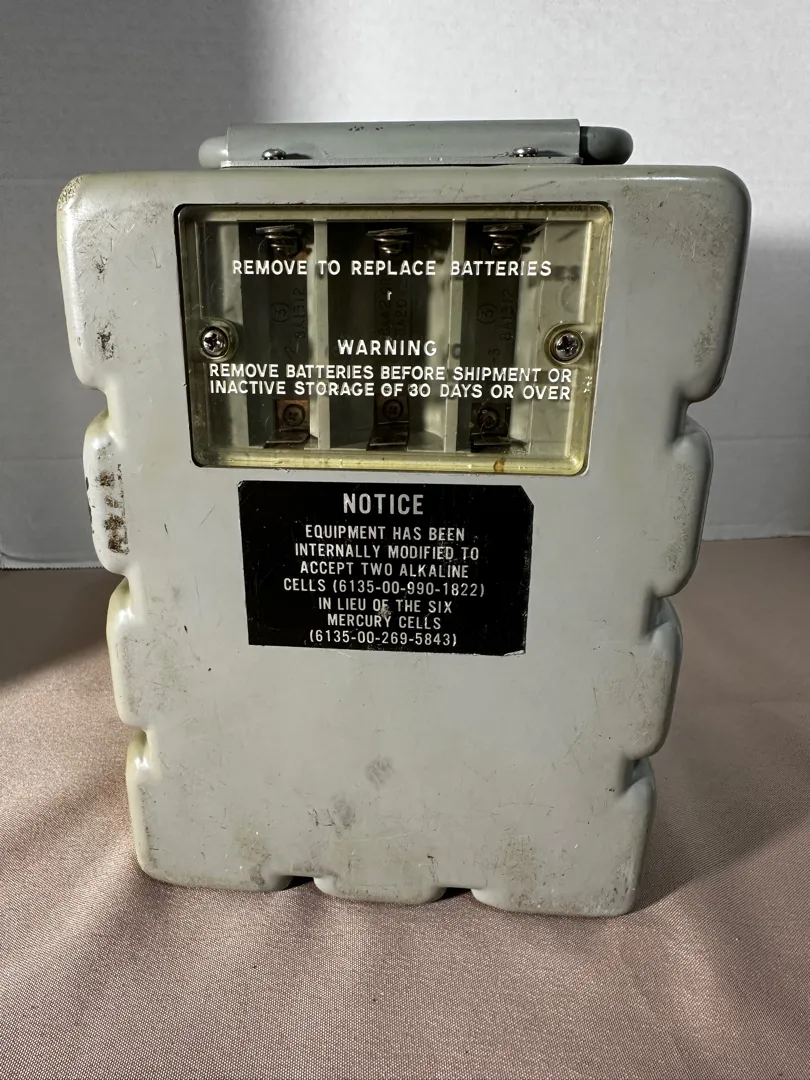 REMOVE TO REPLACE BATTERIES
WARNING
REMOVE BATTERIES BEFORE SHIPMENT OR
INACTIVE STORAGE OF 30 DAYS OR OVER
NOTICE
EQUIPMENT HAS BEEN
INTERNALLY MODIFIED TO
ACCEPT TWO ALKALINE
CELLS (6135-00-990-1822)
IN LIEU OF THE SIX
MERCURY CELLS
(6135-00-269-5843)